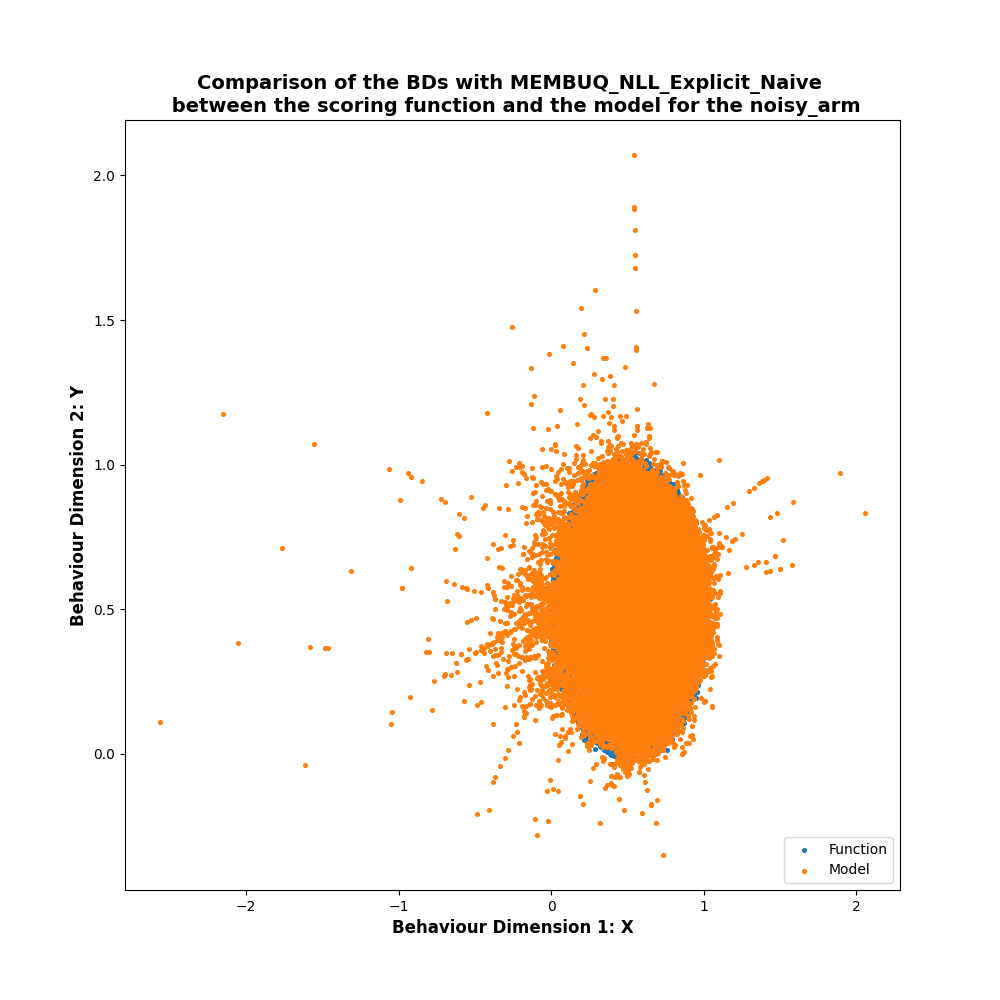 Comparison of the BDs with MEMBUQ_NLL_Explicit_Naive
between the scoring function and the model for the noisy_arm
2.0
1.5
1.0
0.5
0.0
Behaviour Dimension 2: Y
−2
−1
0
1
2
Behaviour Dimension 1: X
Function
Model